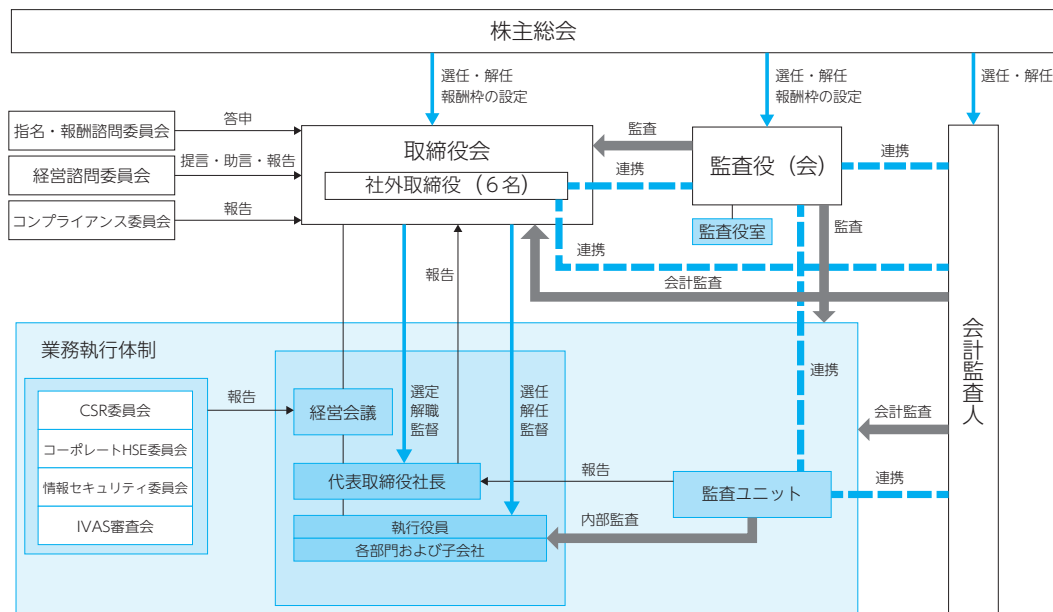 株主総会
選任・解任
報酬枠の設定
選任・解任
報酬枠の設定
選任・解任
指名・報酬諮問委員会
答申
経営諮問委員会
提言・助言・報告
コンプライアンス委員会
報告
取締役会
社外取締役（６名）
監査
連携
監査役（会）
監査役室
連携
監査
連携
会計監査
報告
会計監査人
業務執行体制
CSR委員会
コーポレートHSE委員会
情報セキュリティ委員会
IVAS審査会
報告
経営会議
選定
解職
監督
選任
解任
監督
連携
会計監査
代表取締役社長
報告
監査ユニット
連携
内部監査
執行役員
各部門および子会社